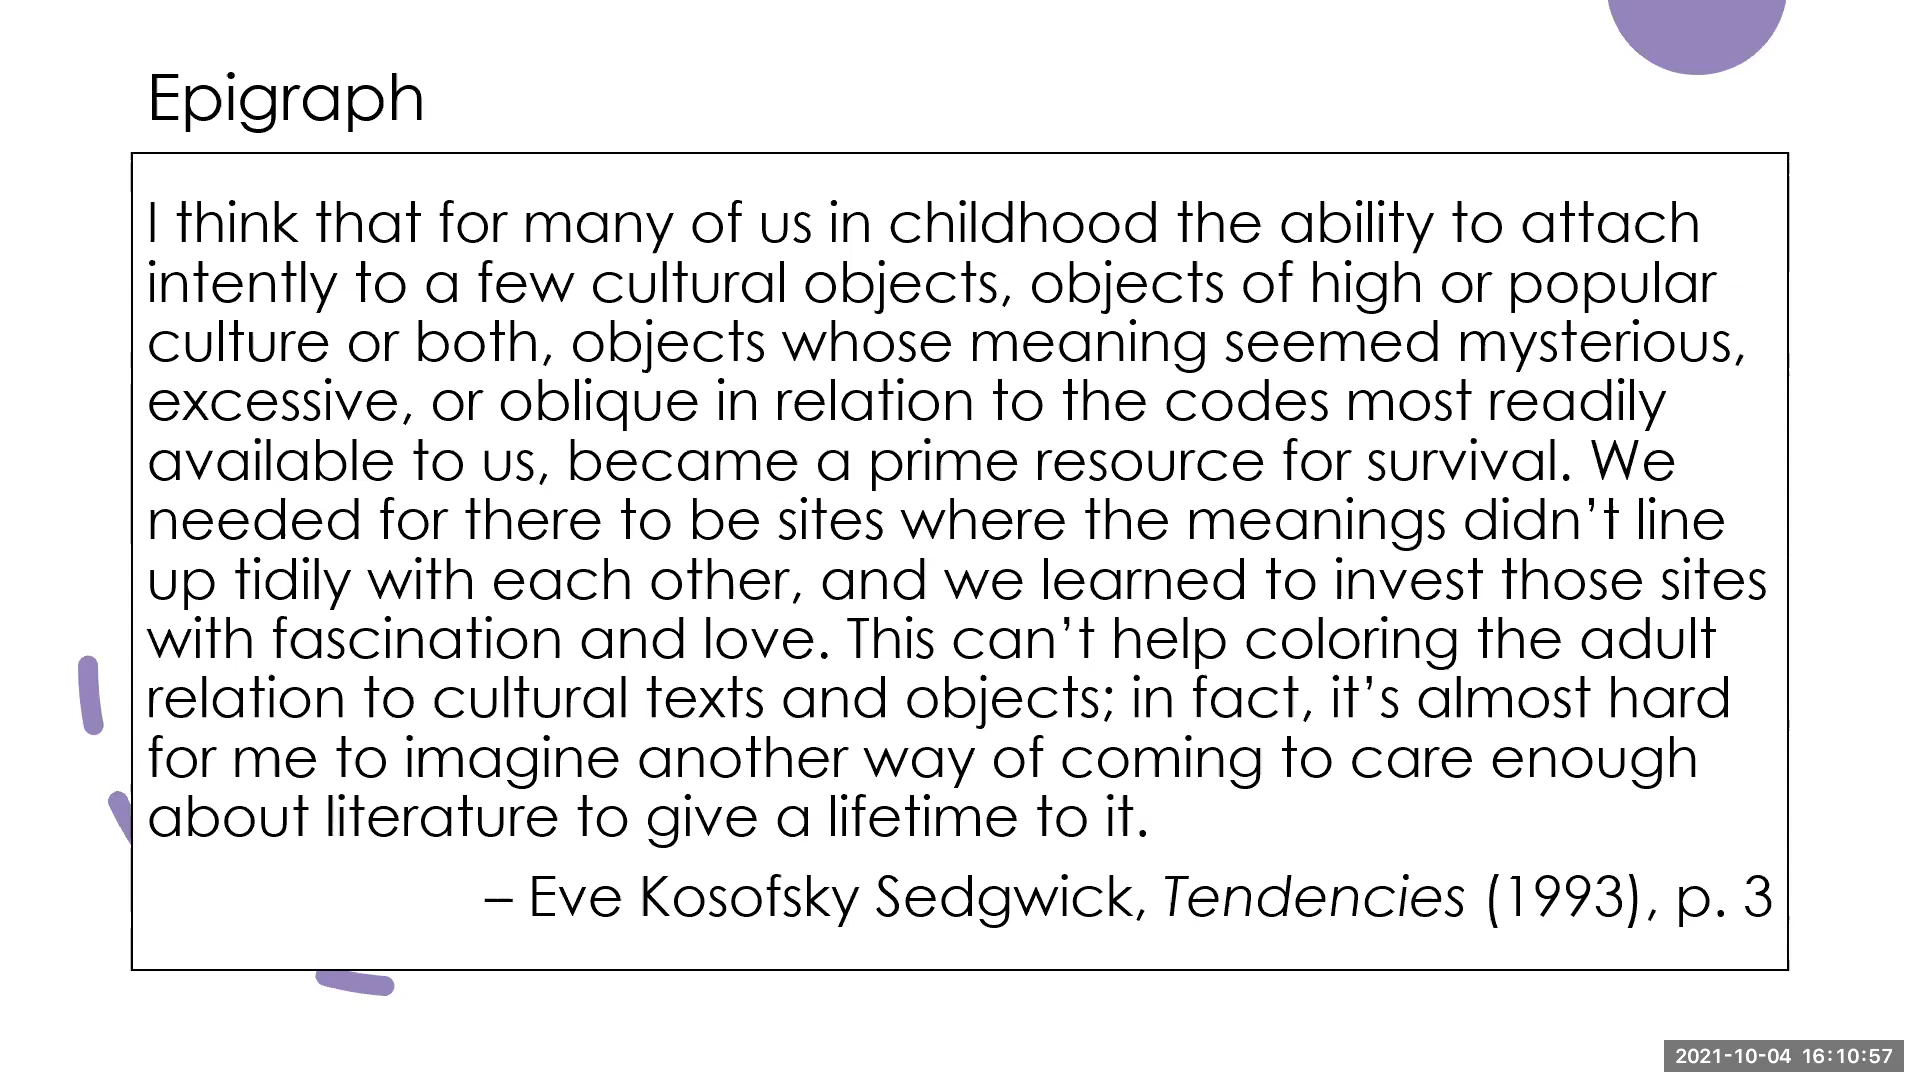 Epigraph
I think that for many of us in childhood the ability to attach
intently to a few cultural objects, objects of high or popular
culture or both, objects whose meaning seemed mysterious,
excessive, or oblique in relation to the codes most readily
available to us, became a prime resource for survival. We
needed for there to be sites where the meanings didn’t line
up tidily with each other, and we learned to invest those sites
with fascination and love. This can’t help coloring the adult
relation to cultural texts and objects; in fact, it’s almost hard
for me to imagine another way of coming to care enough
about literature to give a lifetime to it.
– Eve Kosofsky Sedgwick, Tendencies (1993), p. 3
2021-10-04 16:10:57